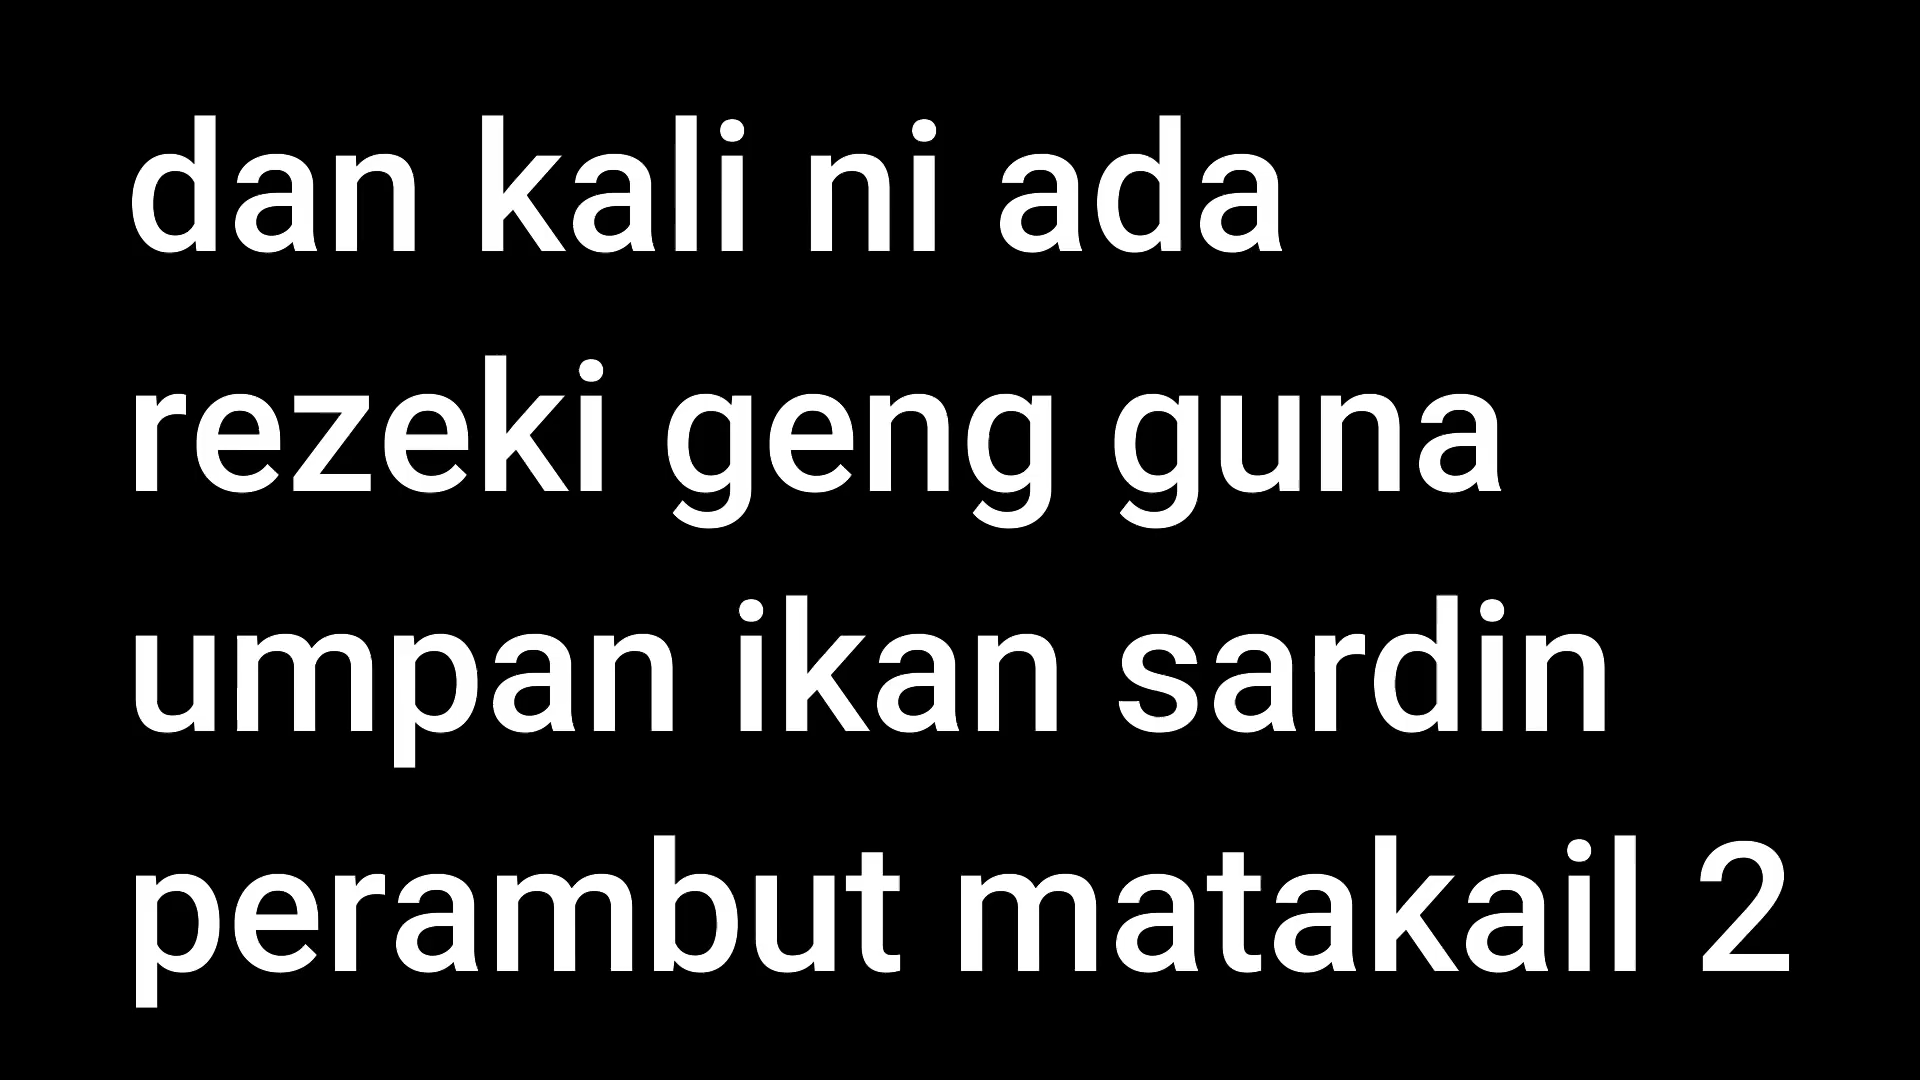 dan kali ni ada
rezeki geng guna
umpan ikan sardin
perambut matakail 2